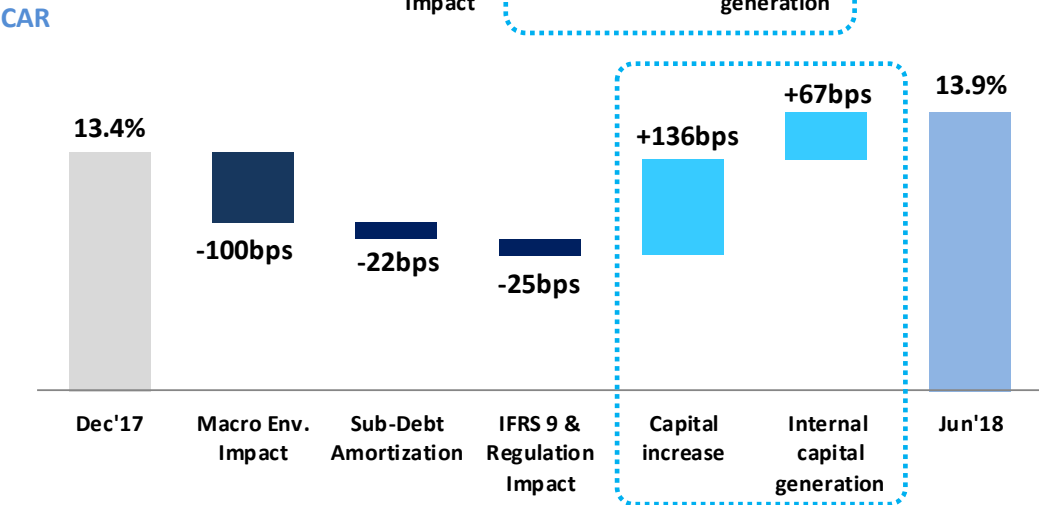 Impact
generation
CAR
13.9%
+67bps
13.4%
+136bps
-100bps
-22bps
-25bps
Dec'17
Macro Env.
Impact
Sub-Debt
Amortization
IFRS 9 &
Regulation
Impact
Capital
increase
Internal
capital
generation
Jun'18